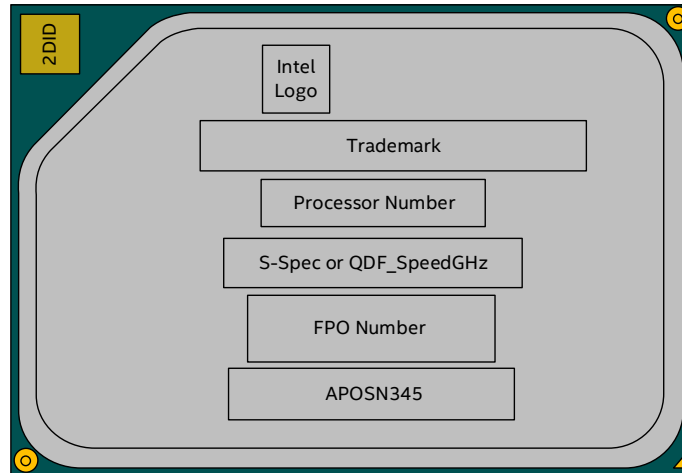 2DID
Intel
Logo
Trademark
Processor Number
S-Spec or QDF_SpeedGHz
FPO Number
APOSN345